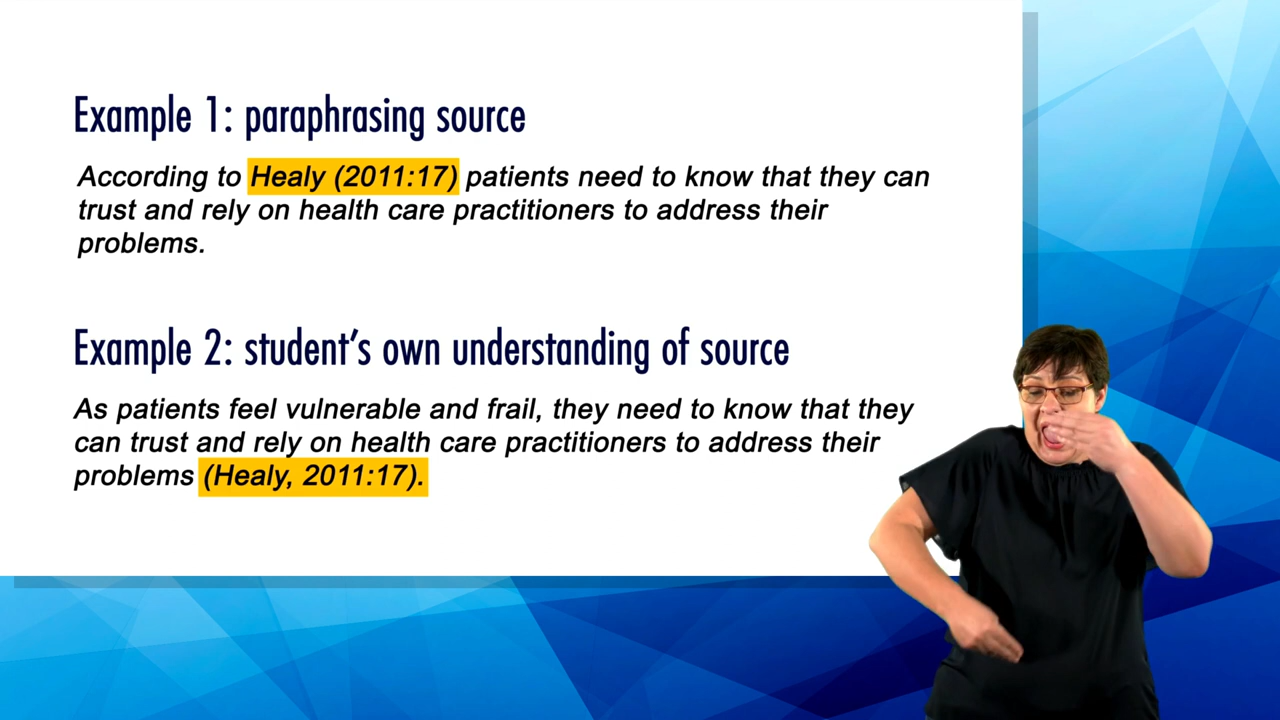 Example 1: paraphrasing source
According to Healy (2011:17) patients need to know that they can
trust and rely on health care practitioners to address their
problems.
Example 2: student's own understanding of source
As patients feel vulnerable and frail, they need to know that they
can trust and rely on health care practitioners to address their
problems (Healy, 2011:17).